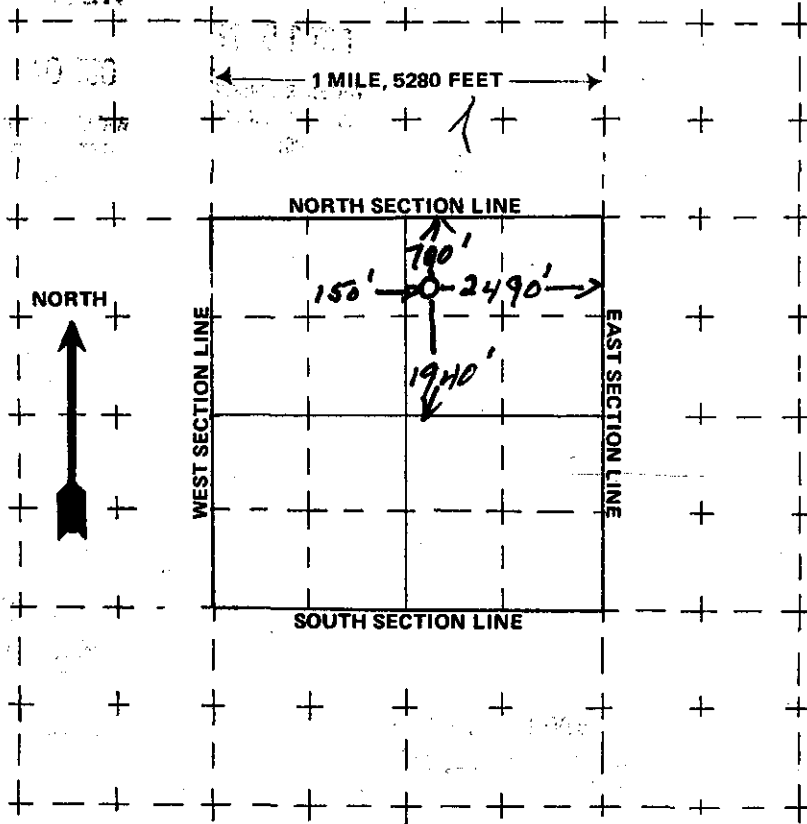 1 MILE, 5280 FEET
NORTH SECTION LINE
700'
150' 2490'
NORTH
1940'
WEST SECTION LINE
EAST SECTION LINE
SOUTH SECTION LINE